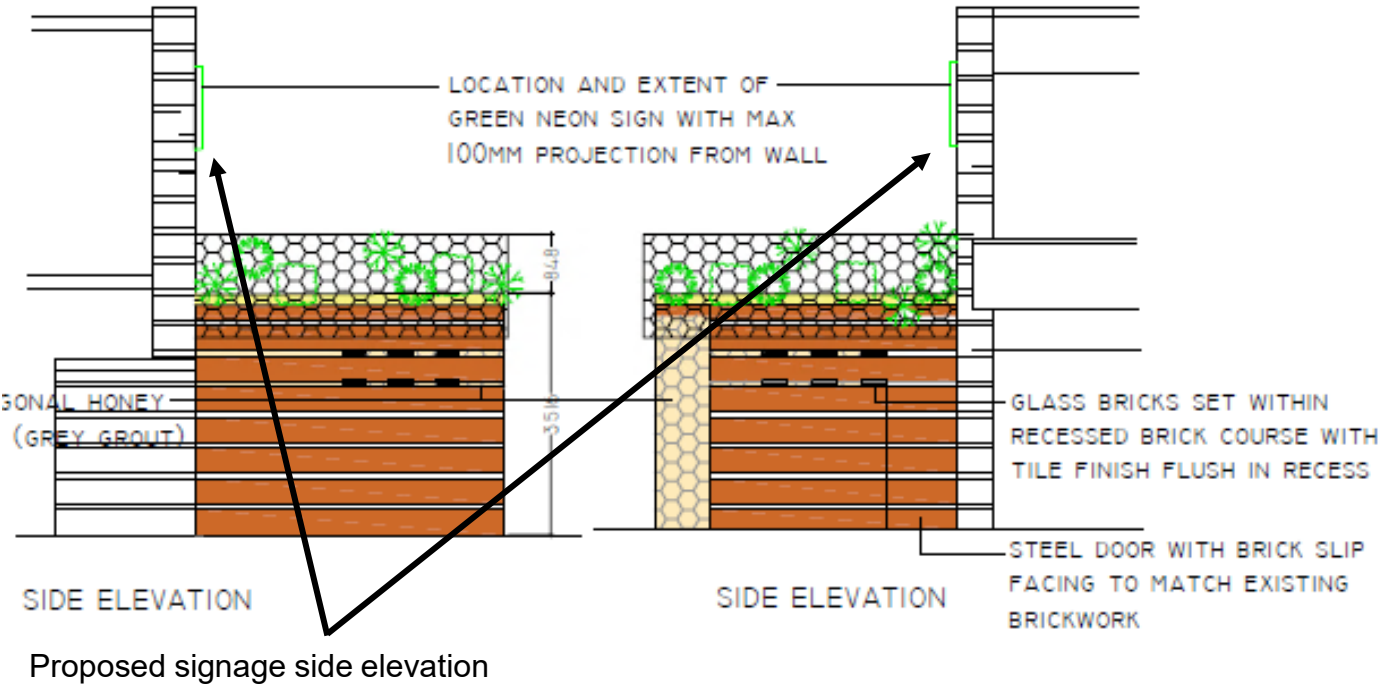 LOCATION AND EXTENT OF
GREEN NEON SIGN WITH MAX
100MM PROJECTION FROM WALL
848
3516
GONAL HONEY
(GREY GROUT)
GLASS BRICKS SET WITHIN
RECESSED BRICK COURSE WITH
TILE FINISH FLUSH IN RECESS
STEEL DOOR WITH BRICK SLIP
FACING TO MATCH EXISTING
BRICKWORK
SIDE ELEVATION
SIDE ELEVATION
Proposed signage side elevation